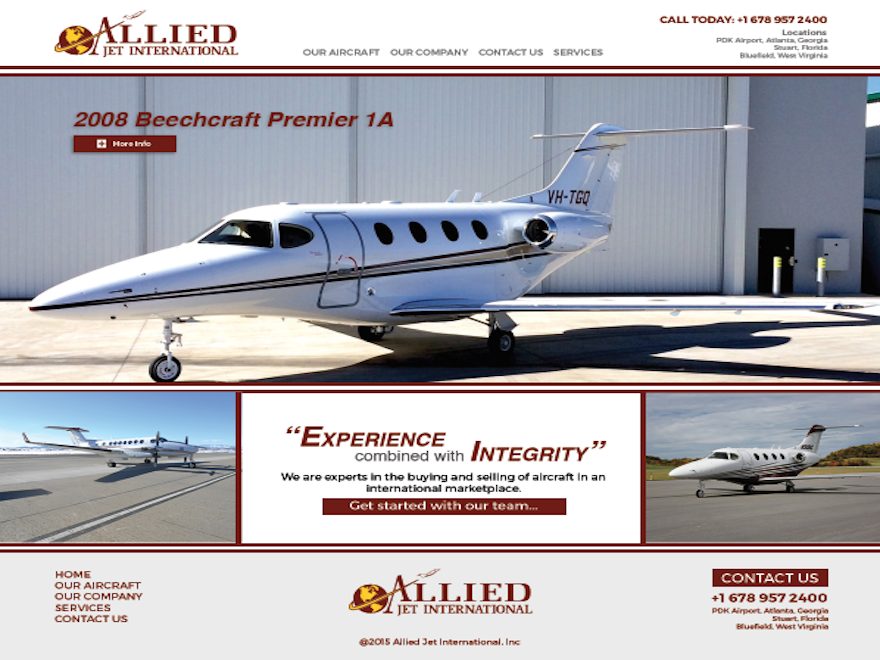 ALLIED
JET INTERNATIONAL
OUR AIRCRAFT OUR COMPANY CONTACT US SERVICES
CALL TODAY: +1 678 957 2400
Locations
PDK Airport, Atlanta, Georgia
Stuart, Florida
Bluefield, West Virginia
2008 Beechcraft Premier 1A
More Info
VH-TGQ
“EXPERIENCE
combined with INTEGRITY”
We are experts in the buying and selling of aircraft in an
international marketplace.
Get started with our team...
HOME
OUR AIRCRAFT
OUR COMPANY
SERVICES
CONTACT US
ALLIED
JET INTERNATIONAL
@2015 Allied Jet International, Inc
CONTACT US
+1 678 957 2400
PDK Airport, Atlanta, Georgia
Stuart, Florida
Bluefield, West Virginia